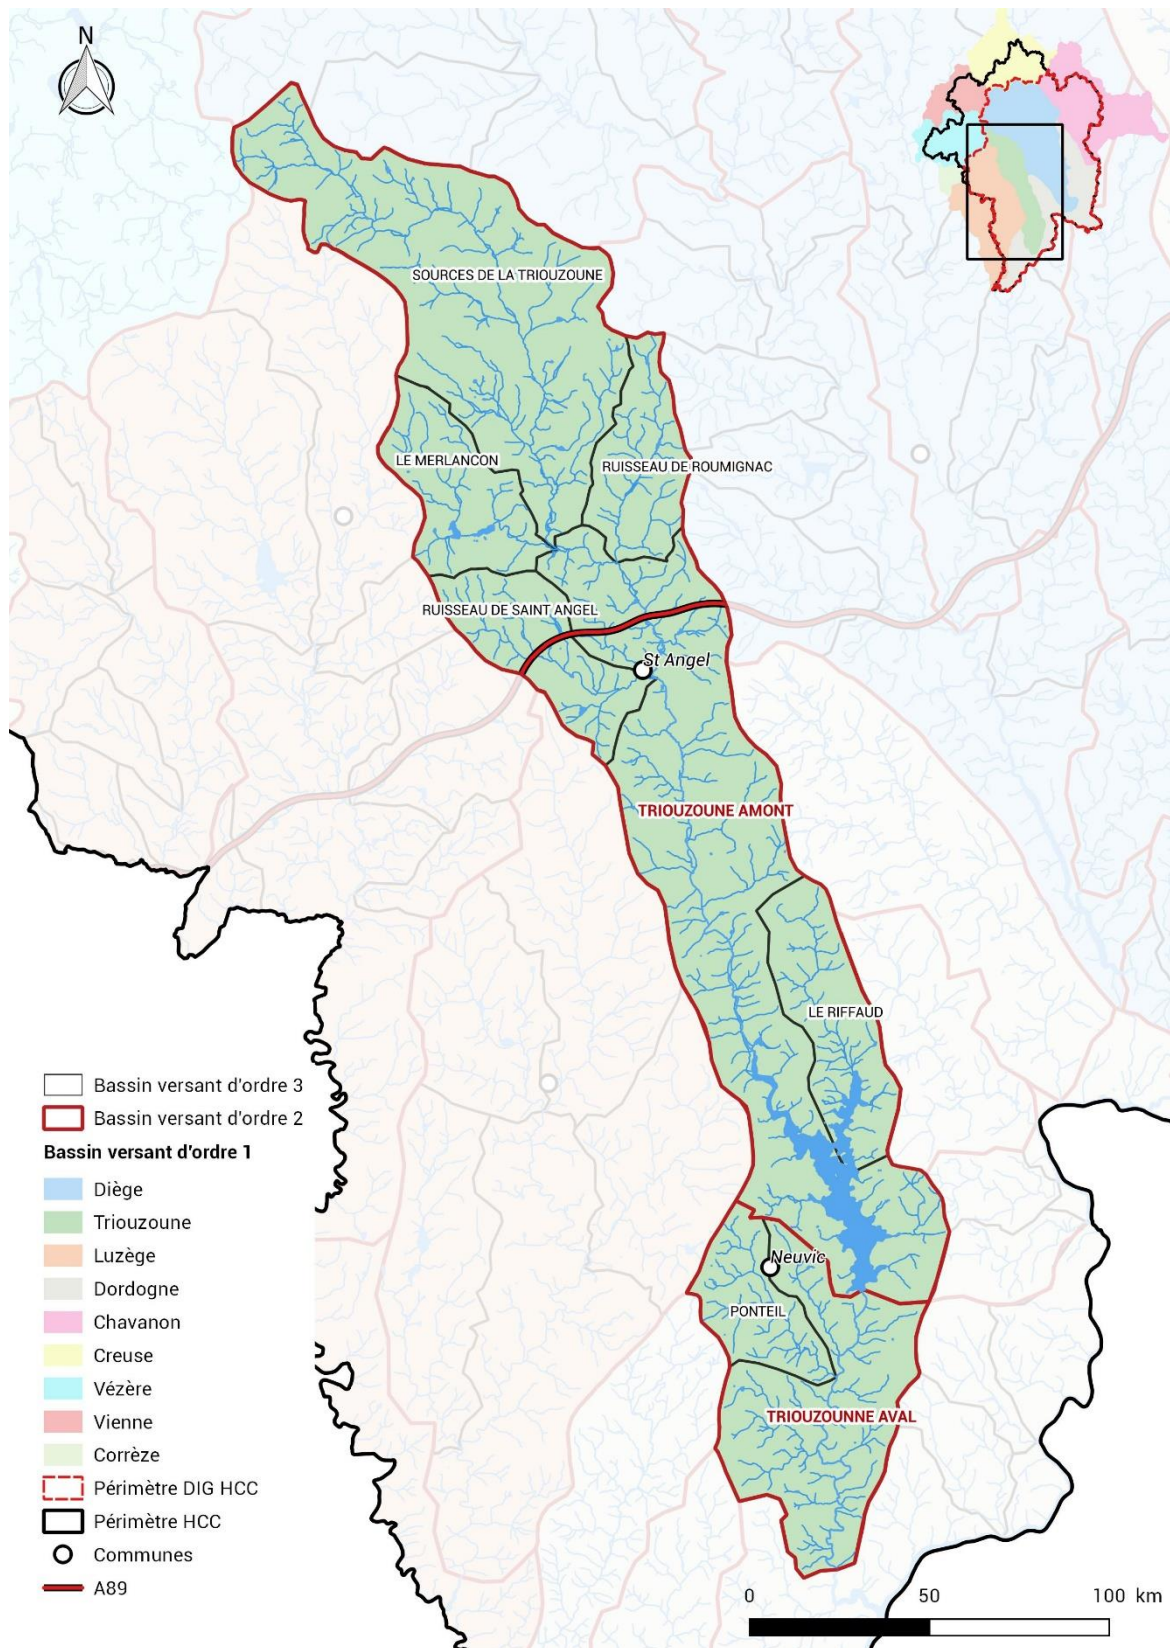 N
SOURCES DE LA TRIOUZOUNE
LE MERLANCON
RUISSEAU DE ROUMIGNAC
RUISSEAU DE SAINT ANGEL
St Angel
TRIOUZOUNE AMONT
LE RIFFAUD
Neuvic
PONTEIL
TRIOUZOUNNE AVAL
Bassin versant d'ordre 3
Bassin versant d'ordre 2
Bassin versant d'ordre 1
Diège
Triouzoune
Luzège
Dordogne
Chavanon
Creuse
Vézère
Vienne
Corrèze
Périmètre DIG HCC
Périmètre HCC
Communes
A89
0 50 100 km